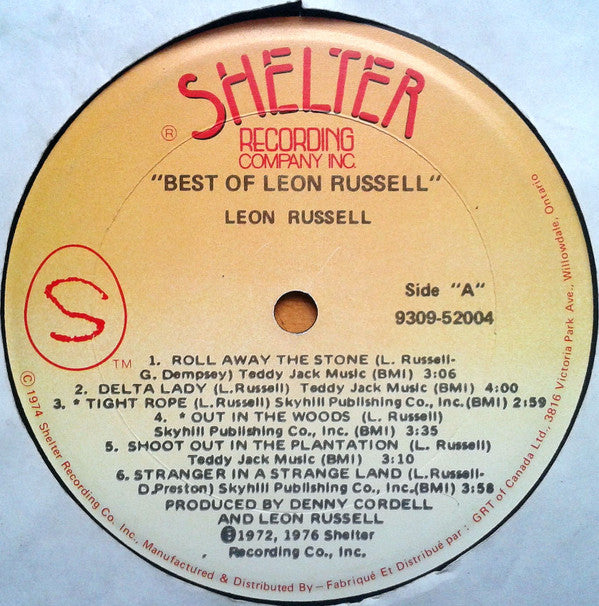 SHELTER
®
RECORDING
COMPANY INC.
"BEST OF LEON RUSSELL"
LEON RUSSELL
S
TM
Side "A"
9309-52004
1. ROLL AWAY THE STONE (L. Russell-
G. Dempsey) Teddy Jack Music (BMI) 3:06
2. DELTA LADY (L.Russell) Teddy Jack Music (BMI) 4:00
3. * TIGHT ROPE (L.Russell) Skyhill Publishing Co., Inc.(BMI) 2:59
4. * OUT IN THE WOODS (L. Russell)
Skyhill Publishing Co., Inc. (BMI) 3:35
5. SHOOT OUT IN THE PLANTATION (L. Russell)
Teddy Jack Music (BMI) 3:10
6. STRANGER IN A STRANGE LAND (L.Russell-
D.Preston) Skyhill Publishing Co., Inc.(BMI) 3:58
PRODUCED BY DENNY CORDELL
AND LEON RUSSELL
℗1972, 1976 Shelter
Recording Co., Inc.
© 1974 Shelter Recording Co. Inc., Manufactured & Distributed By – Fabriqué Et Distribué par : GRT of Canada Ltd., 3816 Victoria Park Ave., Willowdale, Ontario